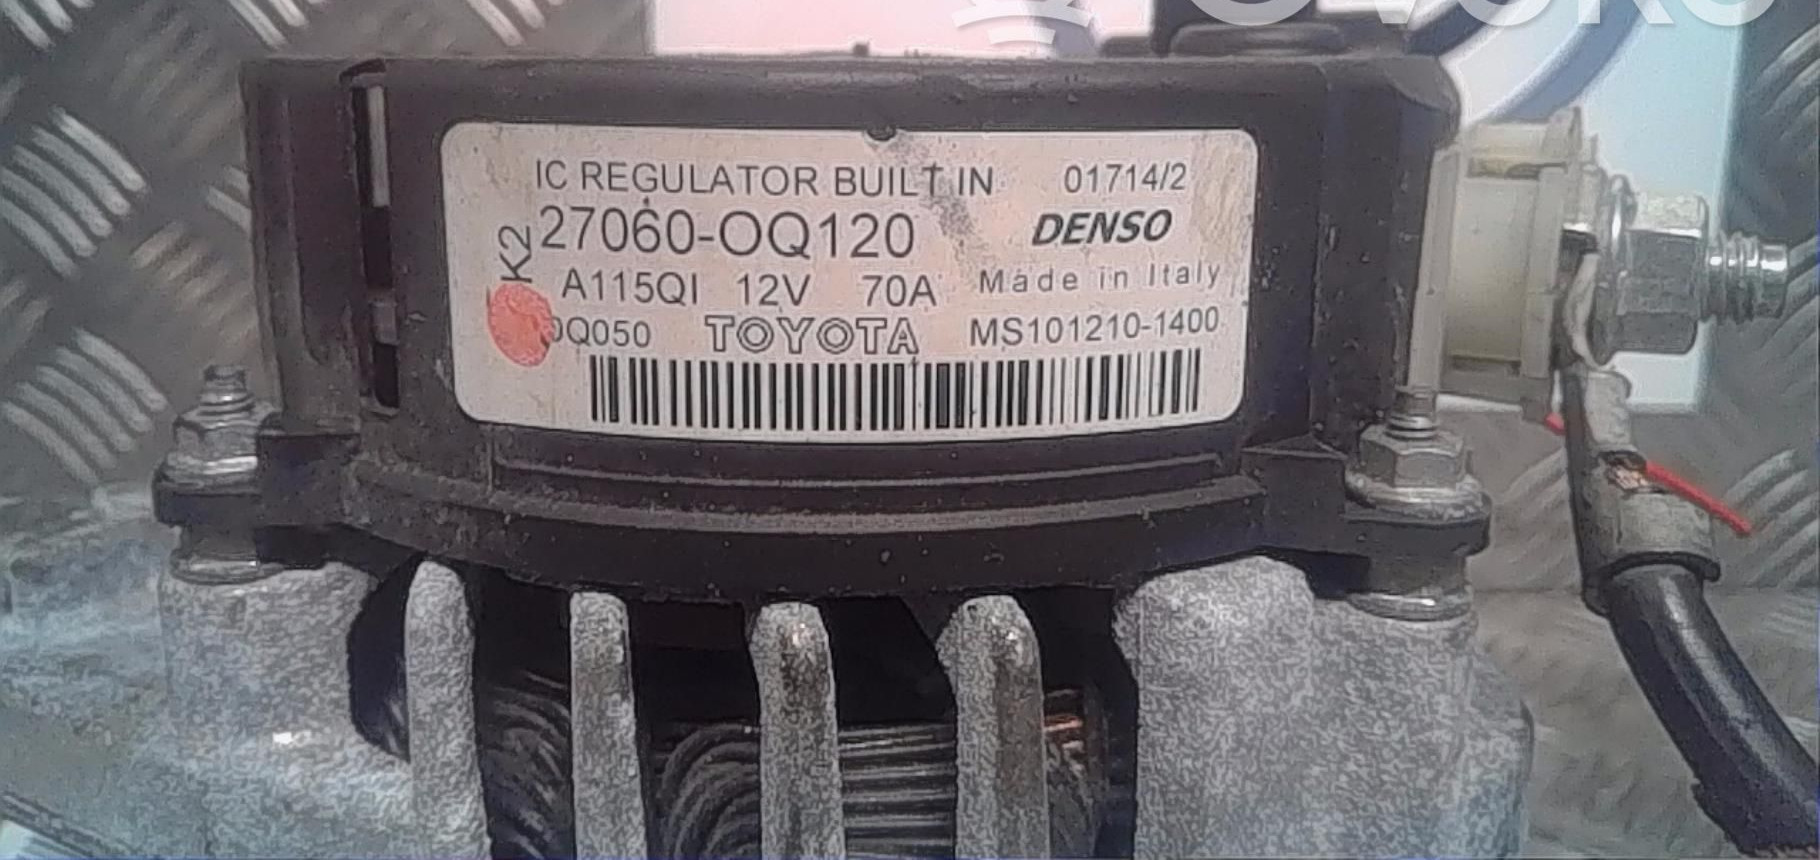 IC REGULATOR BUILT IN 01714/2
K2
27060-OQ120 DENSO
A115QI 12V 70A Made in Italy
0Q050 TOYOTA MS101210-1400